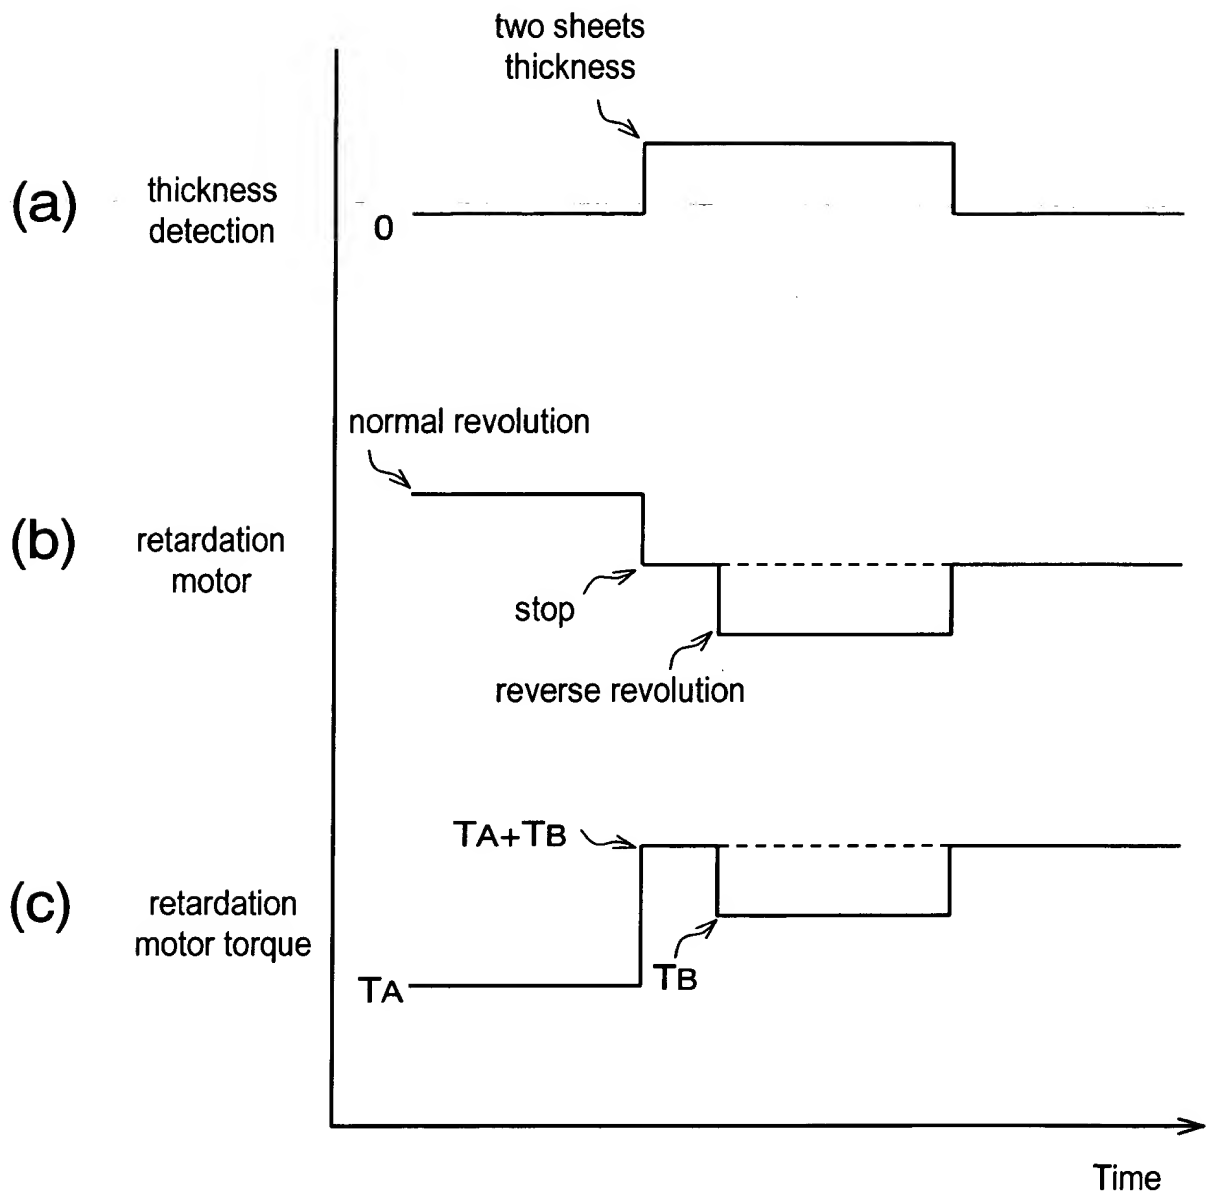 two sheets
thickness
(a)
thickness
detection
0
normal revolution
(b)
retardation
motor
stop
reverse revolution
TA+TB
(c)
retardation
motor torque
TB
TA
Time